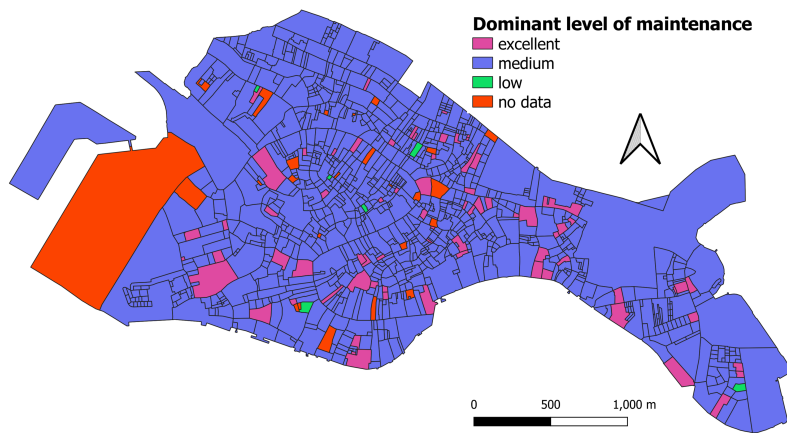 Dominant level of maintenance
excellent
medium
low
no data
0 500 1,000 m